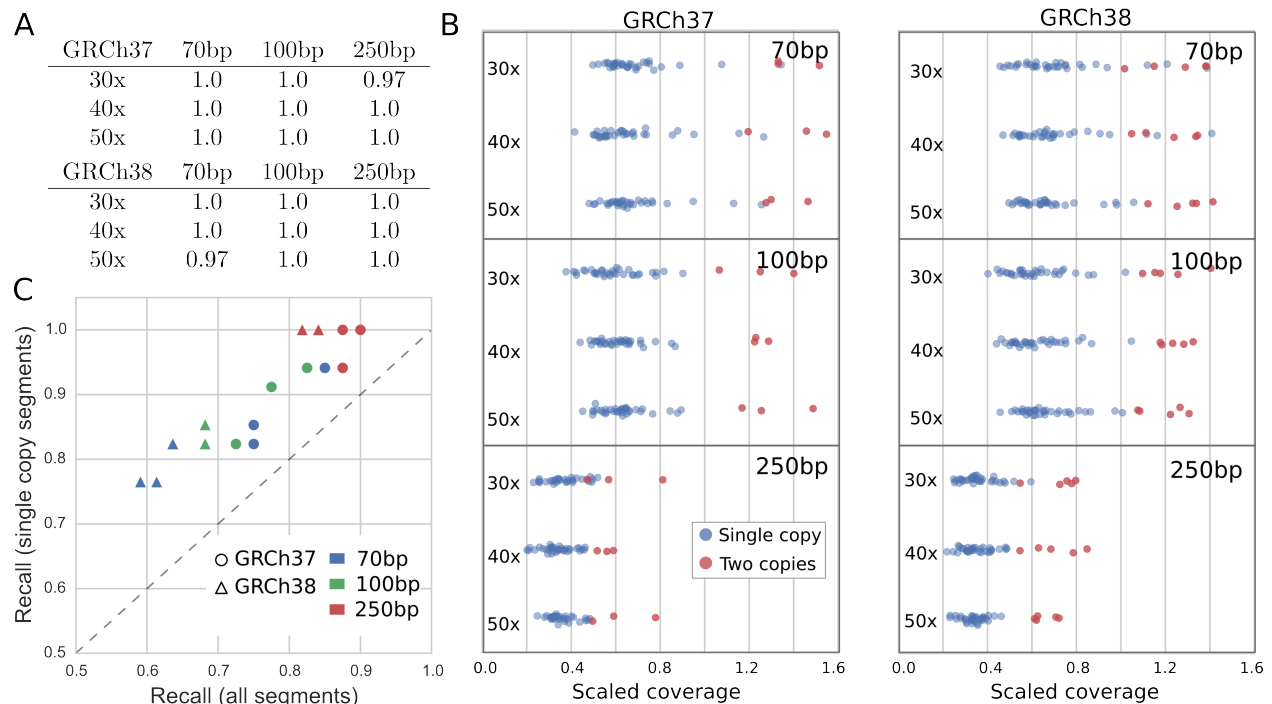 A
GRCh37 70bp 100bp 250bp
30x 1.0 1.0 0.97
40x 1.0 1.0 1.0
50x 1.0 1.0 1.0
GRCh38 70bp 100bp 250bp
30x 1.0 1.0 1.0
40x 1.0 1.0 1.0
50x 0.97 1.0 1.0
B
GRCh37
70bp
30x
40x
50x
100bp
30x
40x
50x
250bp
30x
40x
50x
Single copy
Two copies
0.0 0.4 0.8 1.2 1.6
Scaled coverage
GRCh38
70bp
30x
40x
50x
100bp
30x
40x
50x
250bp
30x
40x
50x
0.0 0.4 0.8 1.2 1.6
Scaled coverage
C
Recall (single copy segments)
1.0
0.9
0.8
0.7
0.6
0.5
GRCh37 70bp
GRCh38 100bp
250bp
0.5 0.6 0.7 0.8 0.9 1.0
Recall (all segments)